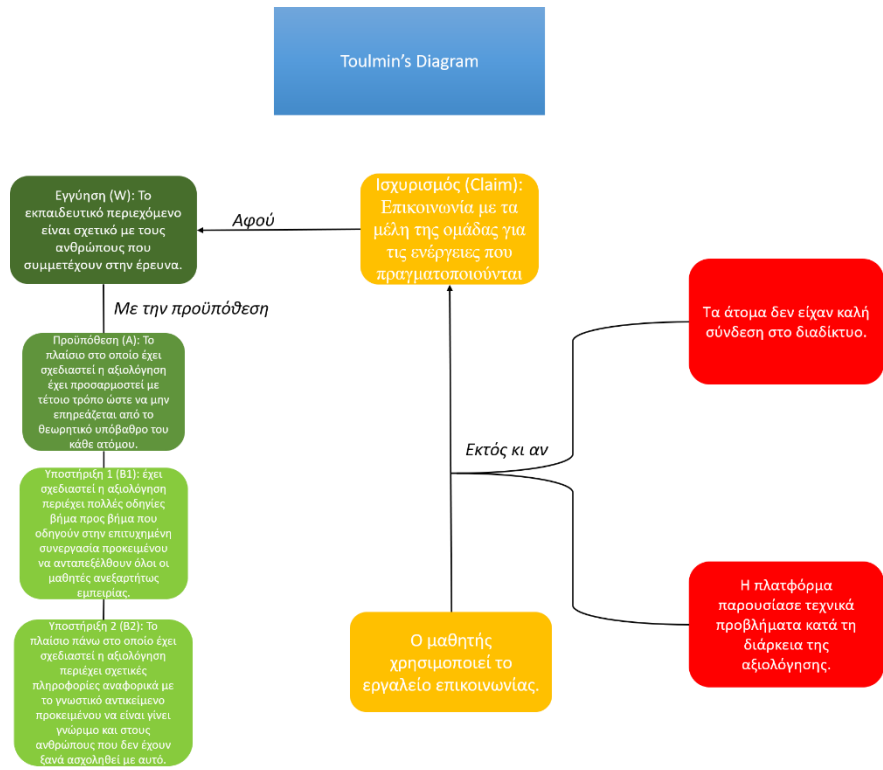 Toulmin's Diagram
Εγγύηση (W): Το
εκπαιδευτικό περιεχόμενο
είναι σχετικό με τους
ανθρώπους που
συμμετέχουν στην έρευνα.
Αφού
Ισχυρισμός (Claim):
Επικοινωνία με τα
μέλη της ομάδας για
τις ενέργειες που
πραγματοποιούνται
Με την προϋπόθεση
Προϋπόθεση (Α): Το
πλαίσιο στο οποίο έχει
σχεδιαστεί η αξιολόγηση
έχει προσαρμοστεί με
τέτοιο τρόπο ώστε να μην
επηρεάζεται από το
θεωρητικό υπόβαθρο του
κάθε ατόμου.
Υποστήριξη 1 (Β1): έχει
σχεδιαστεί η αξιολόγηση
περιέχει πολλές οδηγίες
βήμα προς βήμα που
οδηγούν στην επιτυχημένη
συνεργασία προκειμένου
να ανταπεξέλθουν όλοι οι
μαθητές ανεξαρτήτως
εμπειρίας.
Υποστήριξη 2 (Β2): Το
πλαίσιο πάνω στο οποίο έχει
σχεδιαστεί η αξιολόγηση
περιέχει σχετικές
πληροφορίες αναφορικά με
το γνωστικό αντικείμενο
προκειμένου να είναι γίνει
γνώριμο και στους
ανθρώπους που δεν έχουν
ξανά ασχοληθεί με αυτό.
Εκτός κι αν
Ο μαθητής
χρησιμοποιεί το
εργαλείο επικοινωνίας.
Τα άτομα δεν είχαν καλή
σύνδεση στο διαδίκτυο.
Η πλατφόρμα
παρουσίασε τεχνικά
προβλήματα κατά τη
διάρκεια της
αξιολόγησης.